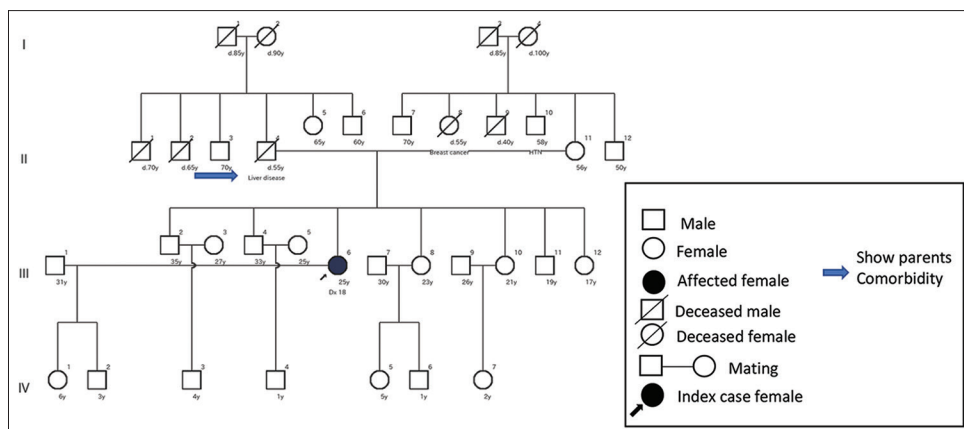 I
1 2 3 4
d.85y d.90y d.85y d.100y
II
1 2 3 4 5 6 7 8 9 10 11 12
d.70y d.65y 70y d.55y 65y 60y 70y d.55y d.40y 58y 56y 50y
Liver disease Breast cancer HTN
III
1 2 3 4 5 6 7 8 9 10 11 12
31y 35y 27y 33y 25y 25y 30y 23y 26y 21y 19y 17y
Dx 18
IV
1 2 3 4 5 6 7
6y 3y 4y 1y 5y 1y 2y
Male
Female
Affected female
Deceased male
Deceased female
Mating
Index case female
Show parents
Comorbidity